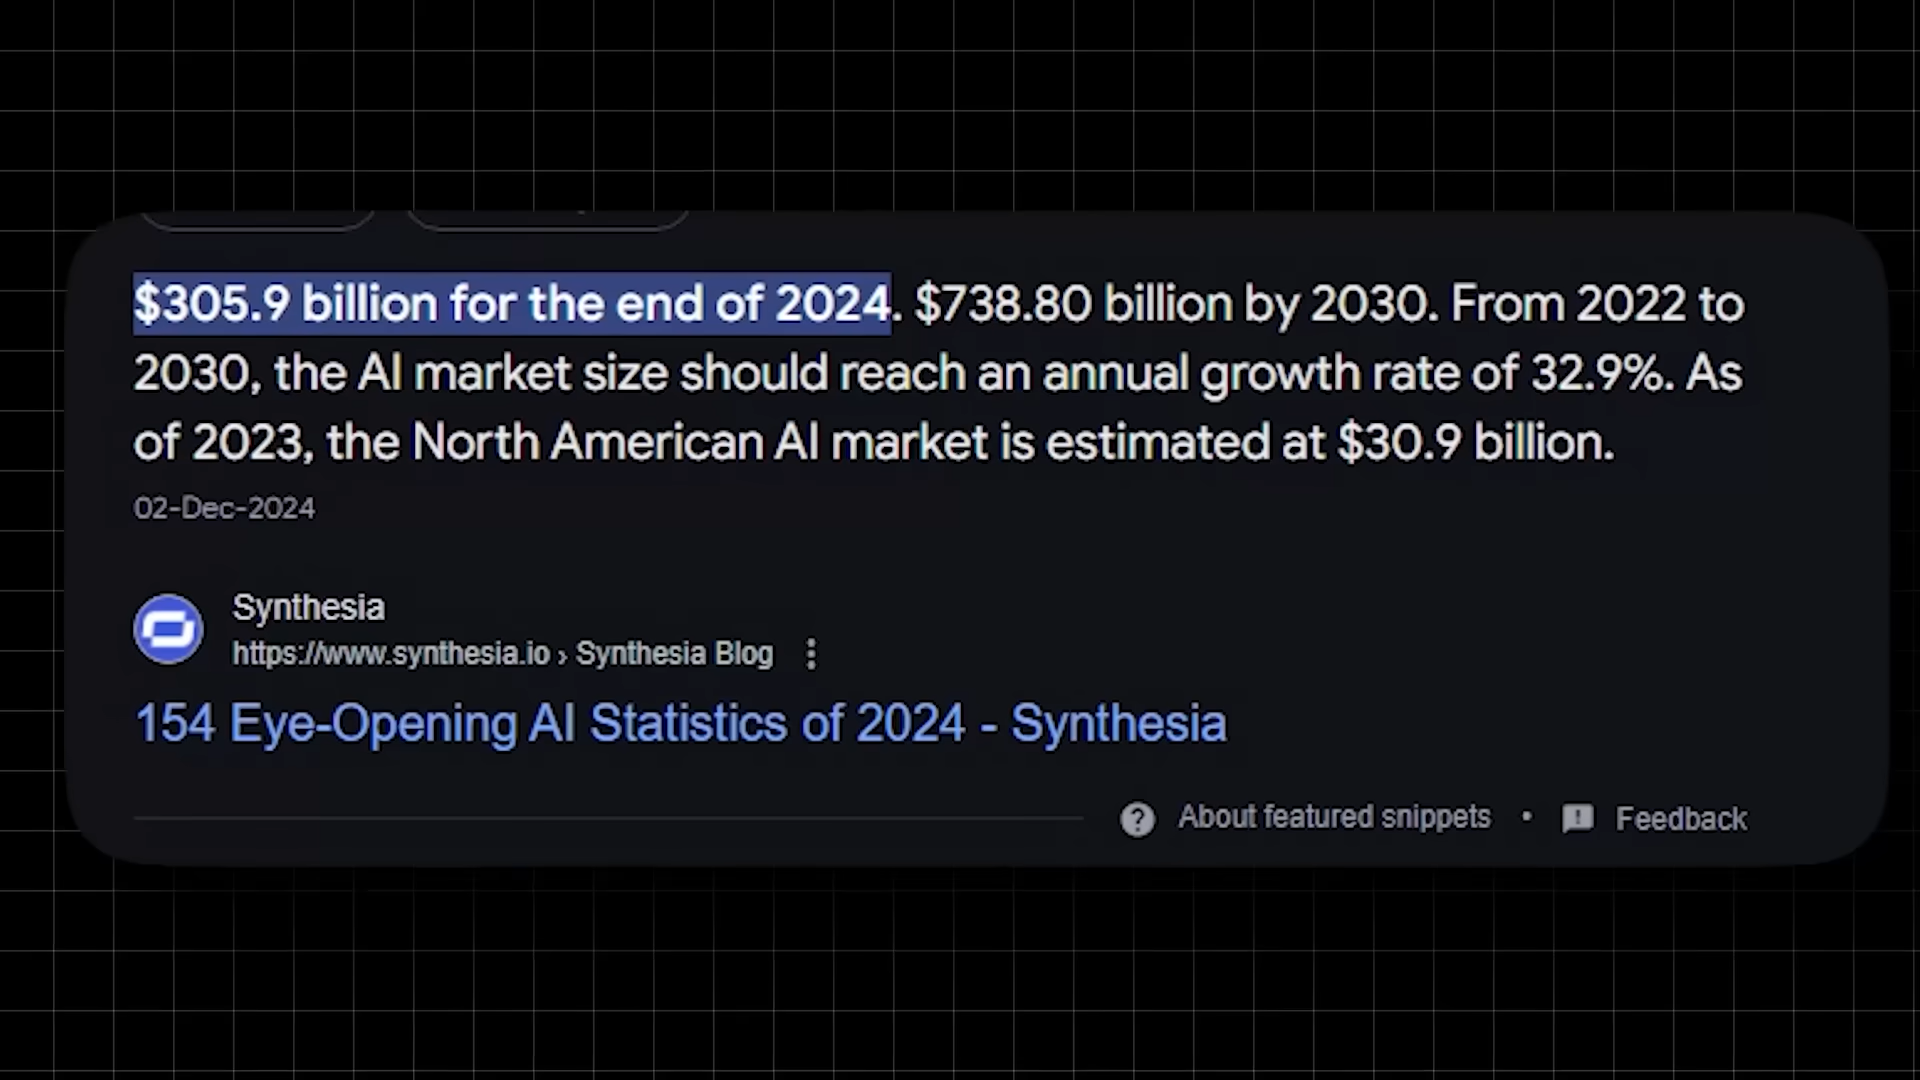 $305.9 billion for the end of 2024. $738.80 billion by 2030. From 2022 to
2030, the AI market size should reach an annual growth rate of 32.9%. As
of 2023, the North American AI market is estimated at $30.9 billion.
02-Dec-2024
Synthesia
https://www.synthesia.io › Synthesia Blog
154 Eye-Opening AI Statistics of 2024 - Synthesia
About featured snippets • Feedback